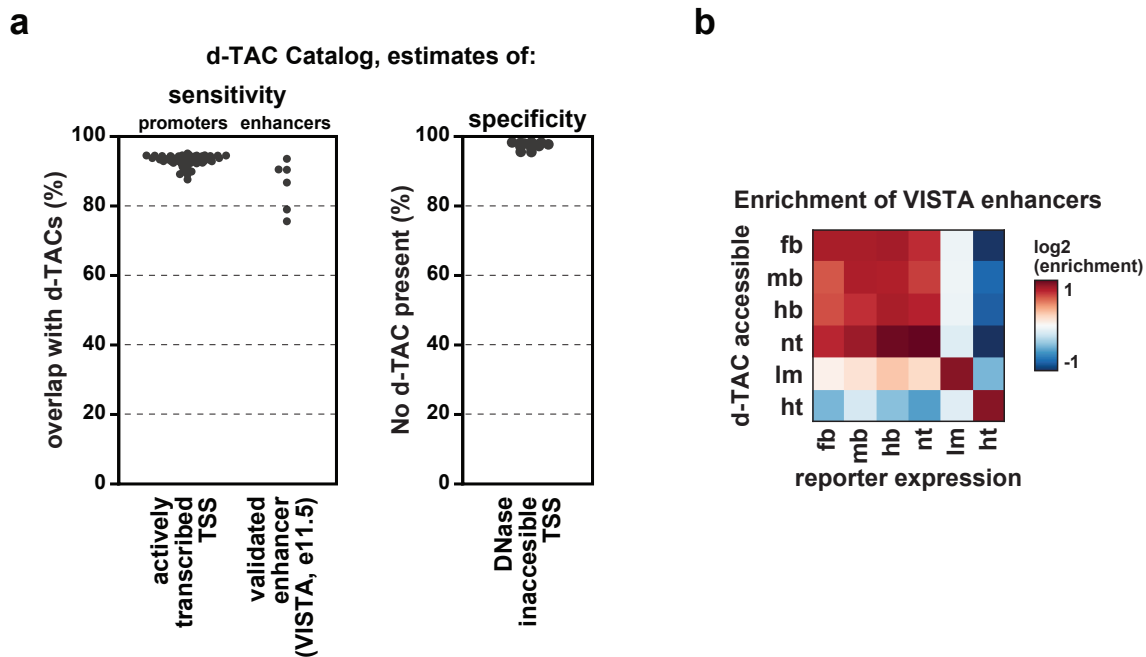 a
d-TAC Catalog, estimates of:
sensitivity
promoters enhancers
overlap with d-TACs (%)
100
80
60
40
20
0
actively
transcribed
TSS
validated
enhancer
(VISTA, e11.5)
specificity
No d-TAC present (%)
100
80
60
40
20
0
DNase
inaccesible
TSS
b
Enrichment of VISTA enhancers
d-TAC accessible
fb
mb
hb
nt
lm
ht
fb mb hb nt lm ht
reporter expression
log2
(enrichment)
1
-1